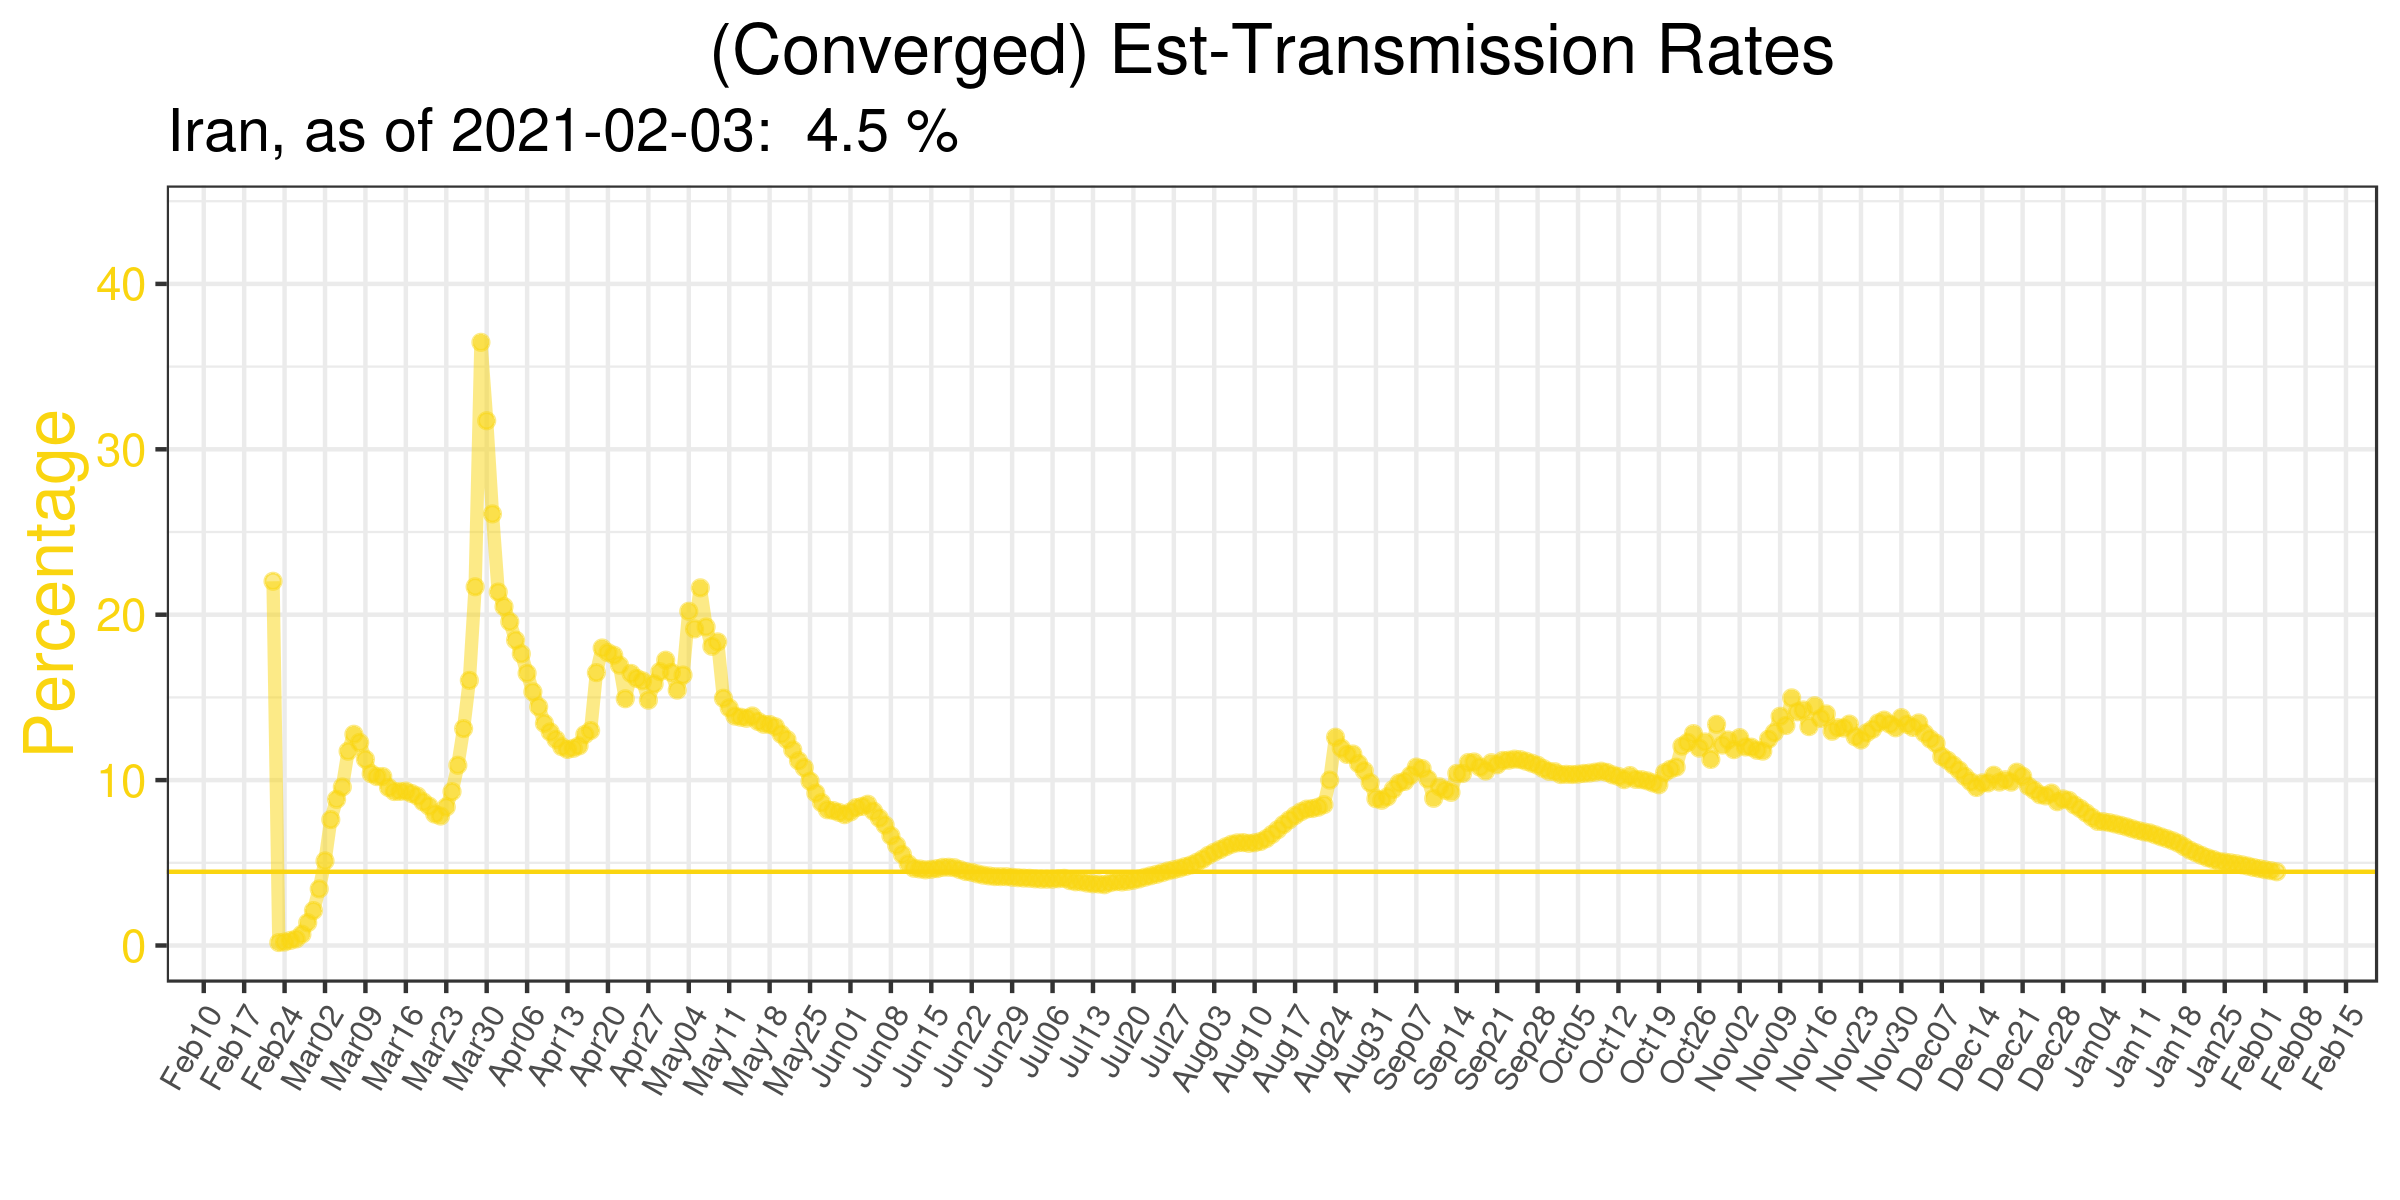 (Converged) Est-Transmission Rates
Iran, as of 2021-02-03:  4.5 %
Percentage
40
30
20
10
0
Feb10
Feb17
Feb24
Mar02
Mar09
Mar16
Mar23
Mar30
Apr06
Apr13
Apr20
Apr27
May04
May11
May18
May25
Jun01
Jun08
Jun15
Jun22
Jun29
Jul06
Jul13
Jul20
Jul27
Aug03
Aug10
Aug17
Aug24
Aug31
Sep07
Sep14
Sep21
Sep28
Oct05
Oct12
Oct19
Oct26
Nov02
Nov09
Nov16
Nov23
Nov30
Dec07
Dec14
Dec21
Dec28
Jan04
Jan11
Jan18
Jan25
Feb01
Feb08
Feb15